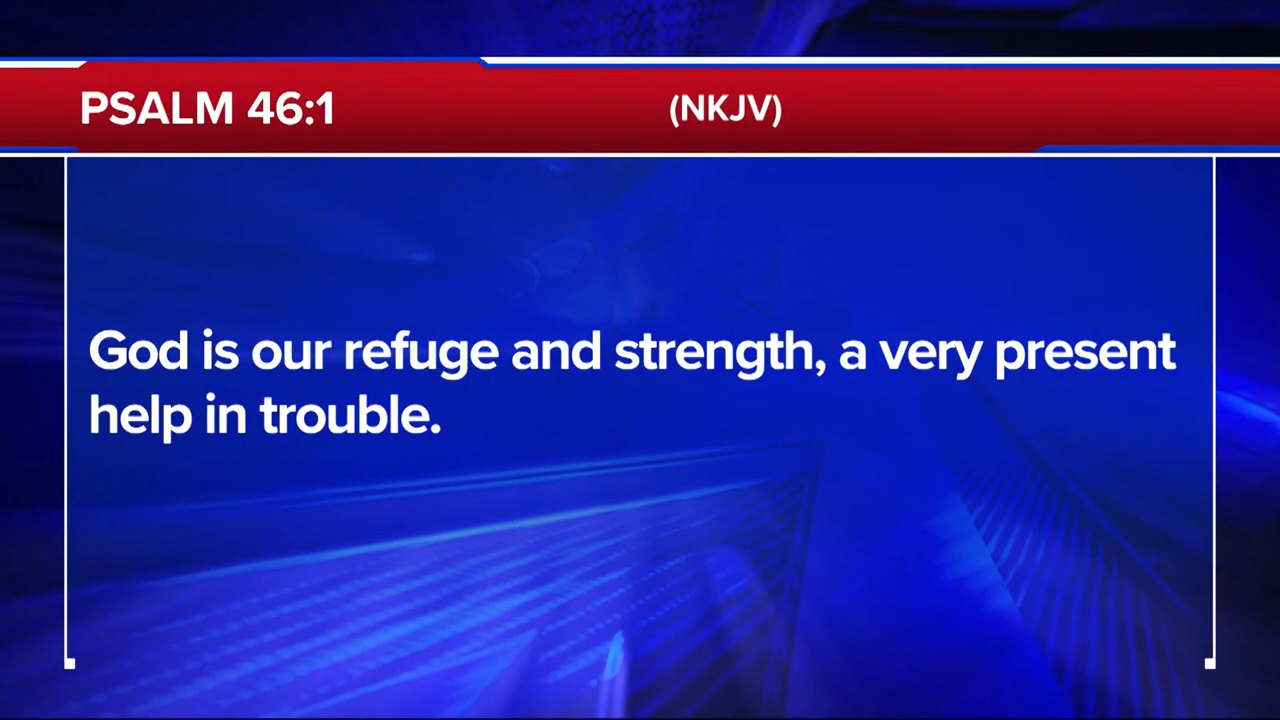 PSALM 46:1
(NKJV)
God is our refuge and strength, a very present
help in trouble.